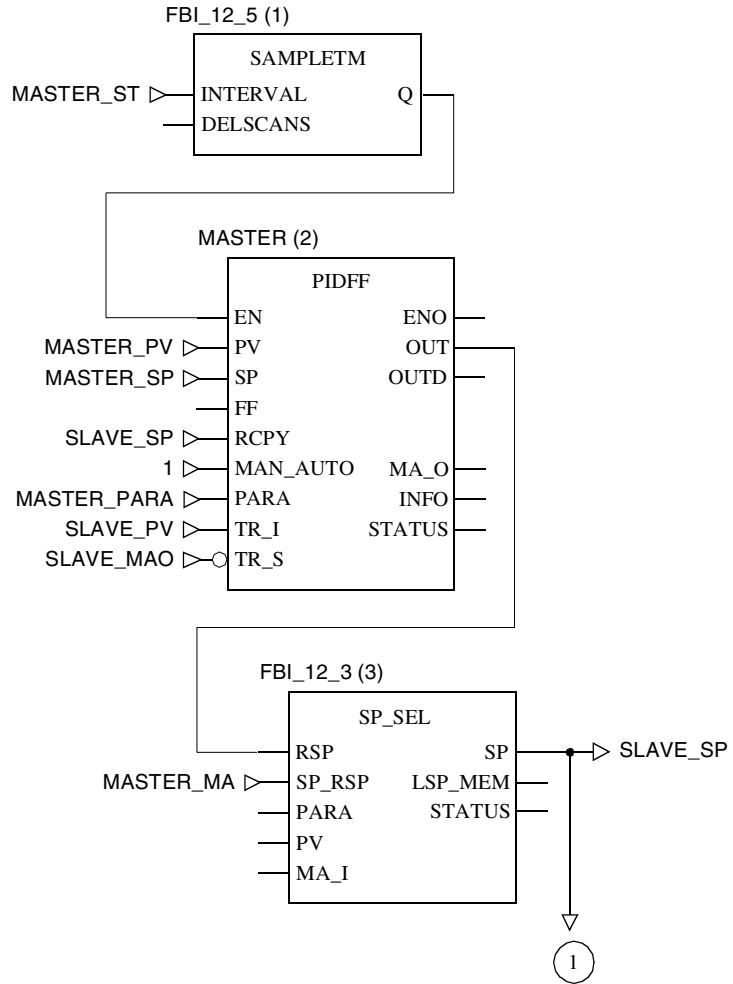 FBI_12_5 (1)
SAMPLETM
MASTER_ST INTERVAL Q
DELSCANS
MASTER (2)
PIDFF
EN ENO
MASTER_PV PV OUT
MASTER_SP SP OUTD
FF
SLAVE_SP RCPY
1 MAN_AUTO MA_O
MASTER_PARA PARA INFO
SLAVE_PV TR_I STATUS
SLAVE_MAO TR_S
FBI_12_3 (3)
SP_SEL
RSP SP SLAVE_SP
MASTER_MA SP_RSP LSP_MEM
PARA STATUS
PV
MA_I
1